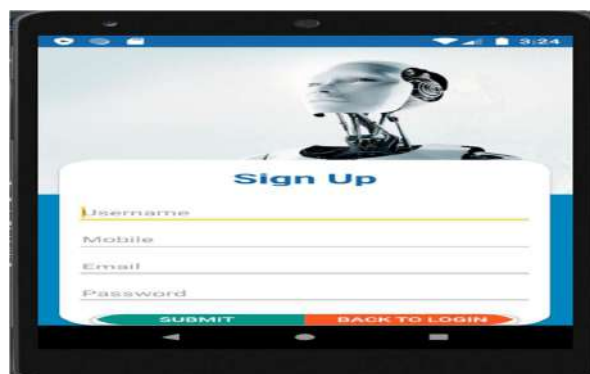 3:24
Sign Up
Username
Mobile
Email
Password
SUBMIT BACK TO LOGIN